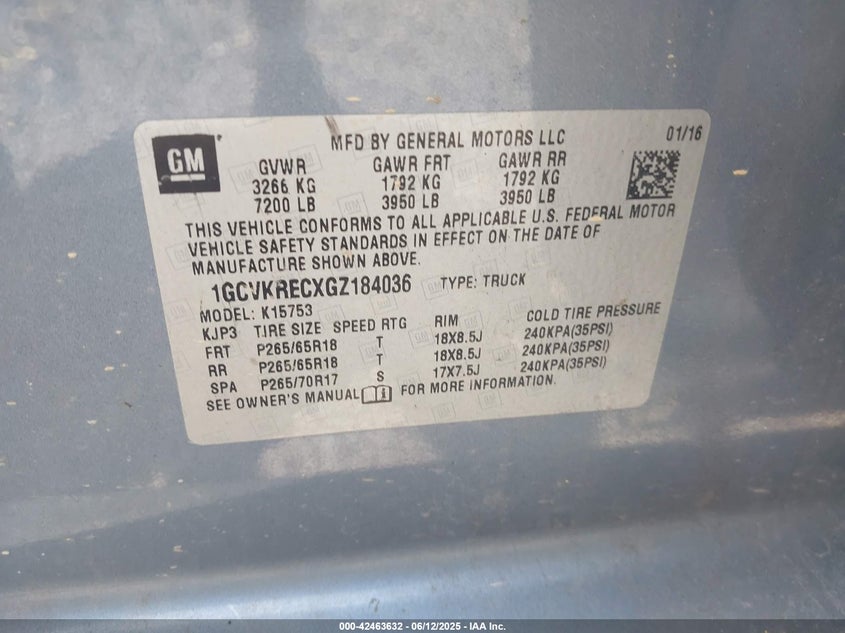 GM
MFD BY GENERAL MOTORS LLC 01/16
GVWR GAWR FRT GAWR RR
3266 KG 1792 KG 1792 KG
7200 LB 3950 LB 3950 LB
THIS VEHICLE CONFORMS TO ALL APPLICABLE U.S. FEDERAL MOTOR
VEHICLE SAFETY STANDARDS IN EFFECT ON THE DATE OF
MANUFACTURE SHOWN ABOVE.
1GCVKRECXGZ184036 TYPE: TRUCK
MODEL: K15753
KJP3 TIRE SIZE SPEED RTG RIM COLD TIRE PRESSURE
FRT P265/65R18 T 18X8.5J 240KPA(35PSI)
RR P265/65R18 T 18X8.5J 240KPA(35PSI)
SPA P265/70R17 S 17X7.5J 240KPA(35PSI)
SEE OWNER'S MANUAL FOR MORE INFORMATION.
000-42463632 - 06/12/2025 - IAA Inc.